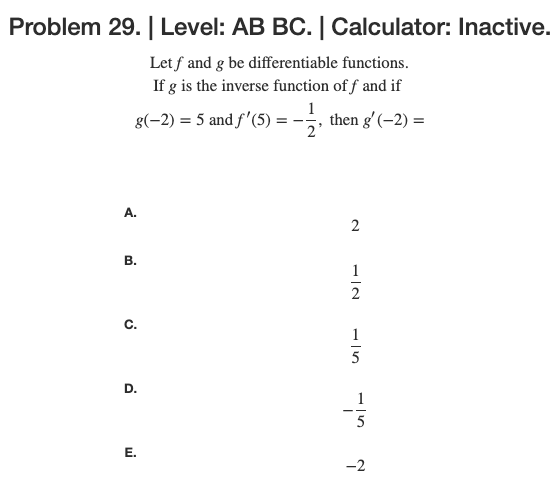 Problem 29. | Level: AB BC. | Calculator: Inactive.
Let f and g be differentiable functions.
If g is the inverse function of f and if
g(−2) = 5 and f′(5) = −1/2, then g′(−2) =
A. 2
B. 1/2
C. 1/5
D. −1/5
E. −2